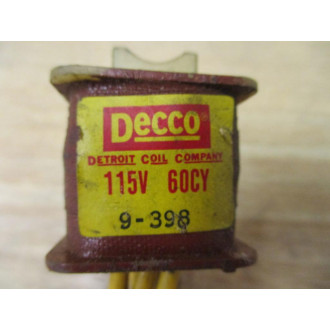 Decco
DETROIT COIL COMPANY
115V 60CY
9-398